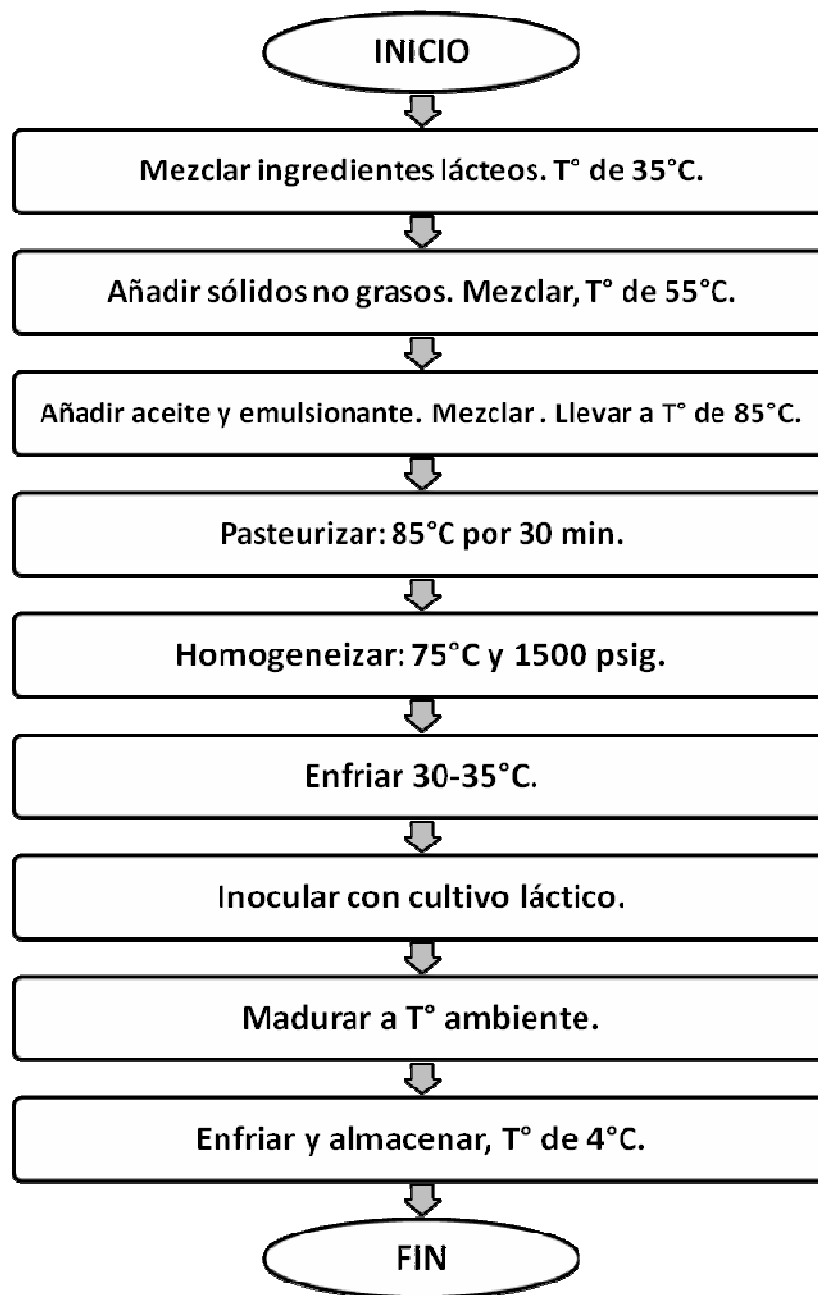 INICIO
Mezclar ingredientes lácteos. T° de 35°C.
Añadir sólidos no grasos. Mezclar, T° de 55°C.
Añadir aceite y emulsionante. Mezclar. Llevar a T° de 85°C.
Pasteurizar: 85°C por 30 min.
Homogeneizar: 75°C y 1500 psig.
Enfriar 30-35°C.
Inocular con cultivo láctico.
Madurar a T° ambiente.
Enfriar y almacenar, T° de 4°C.
FIN